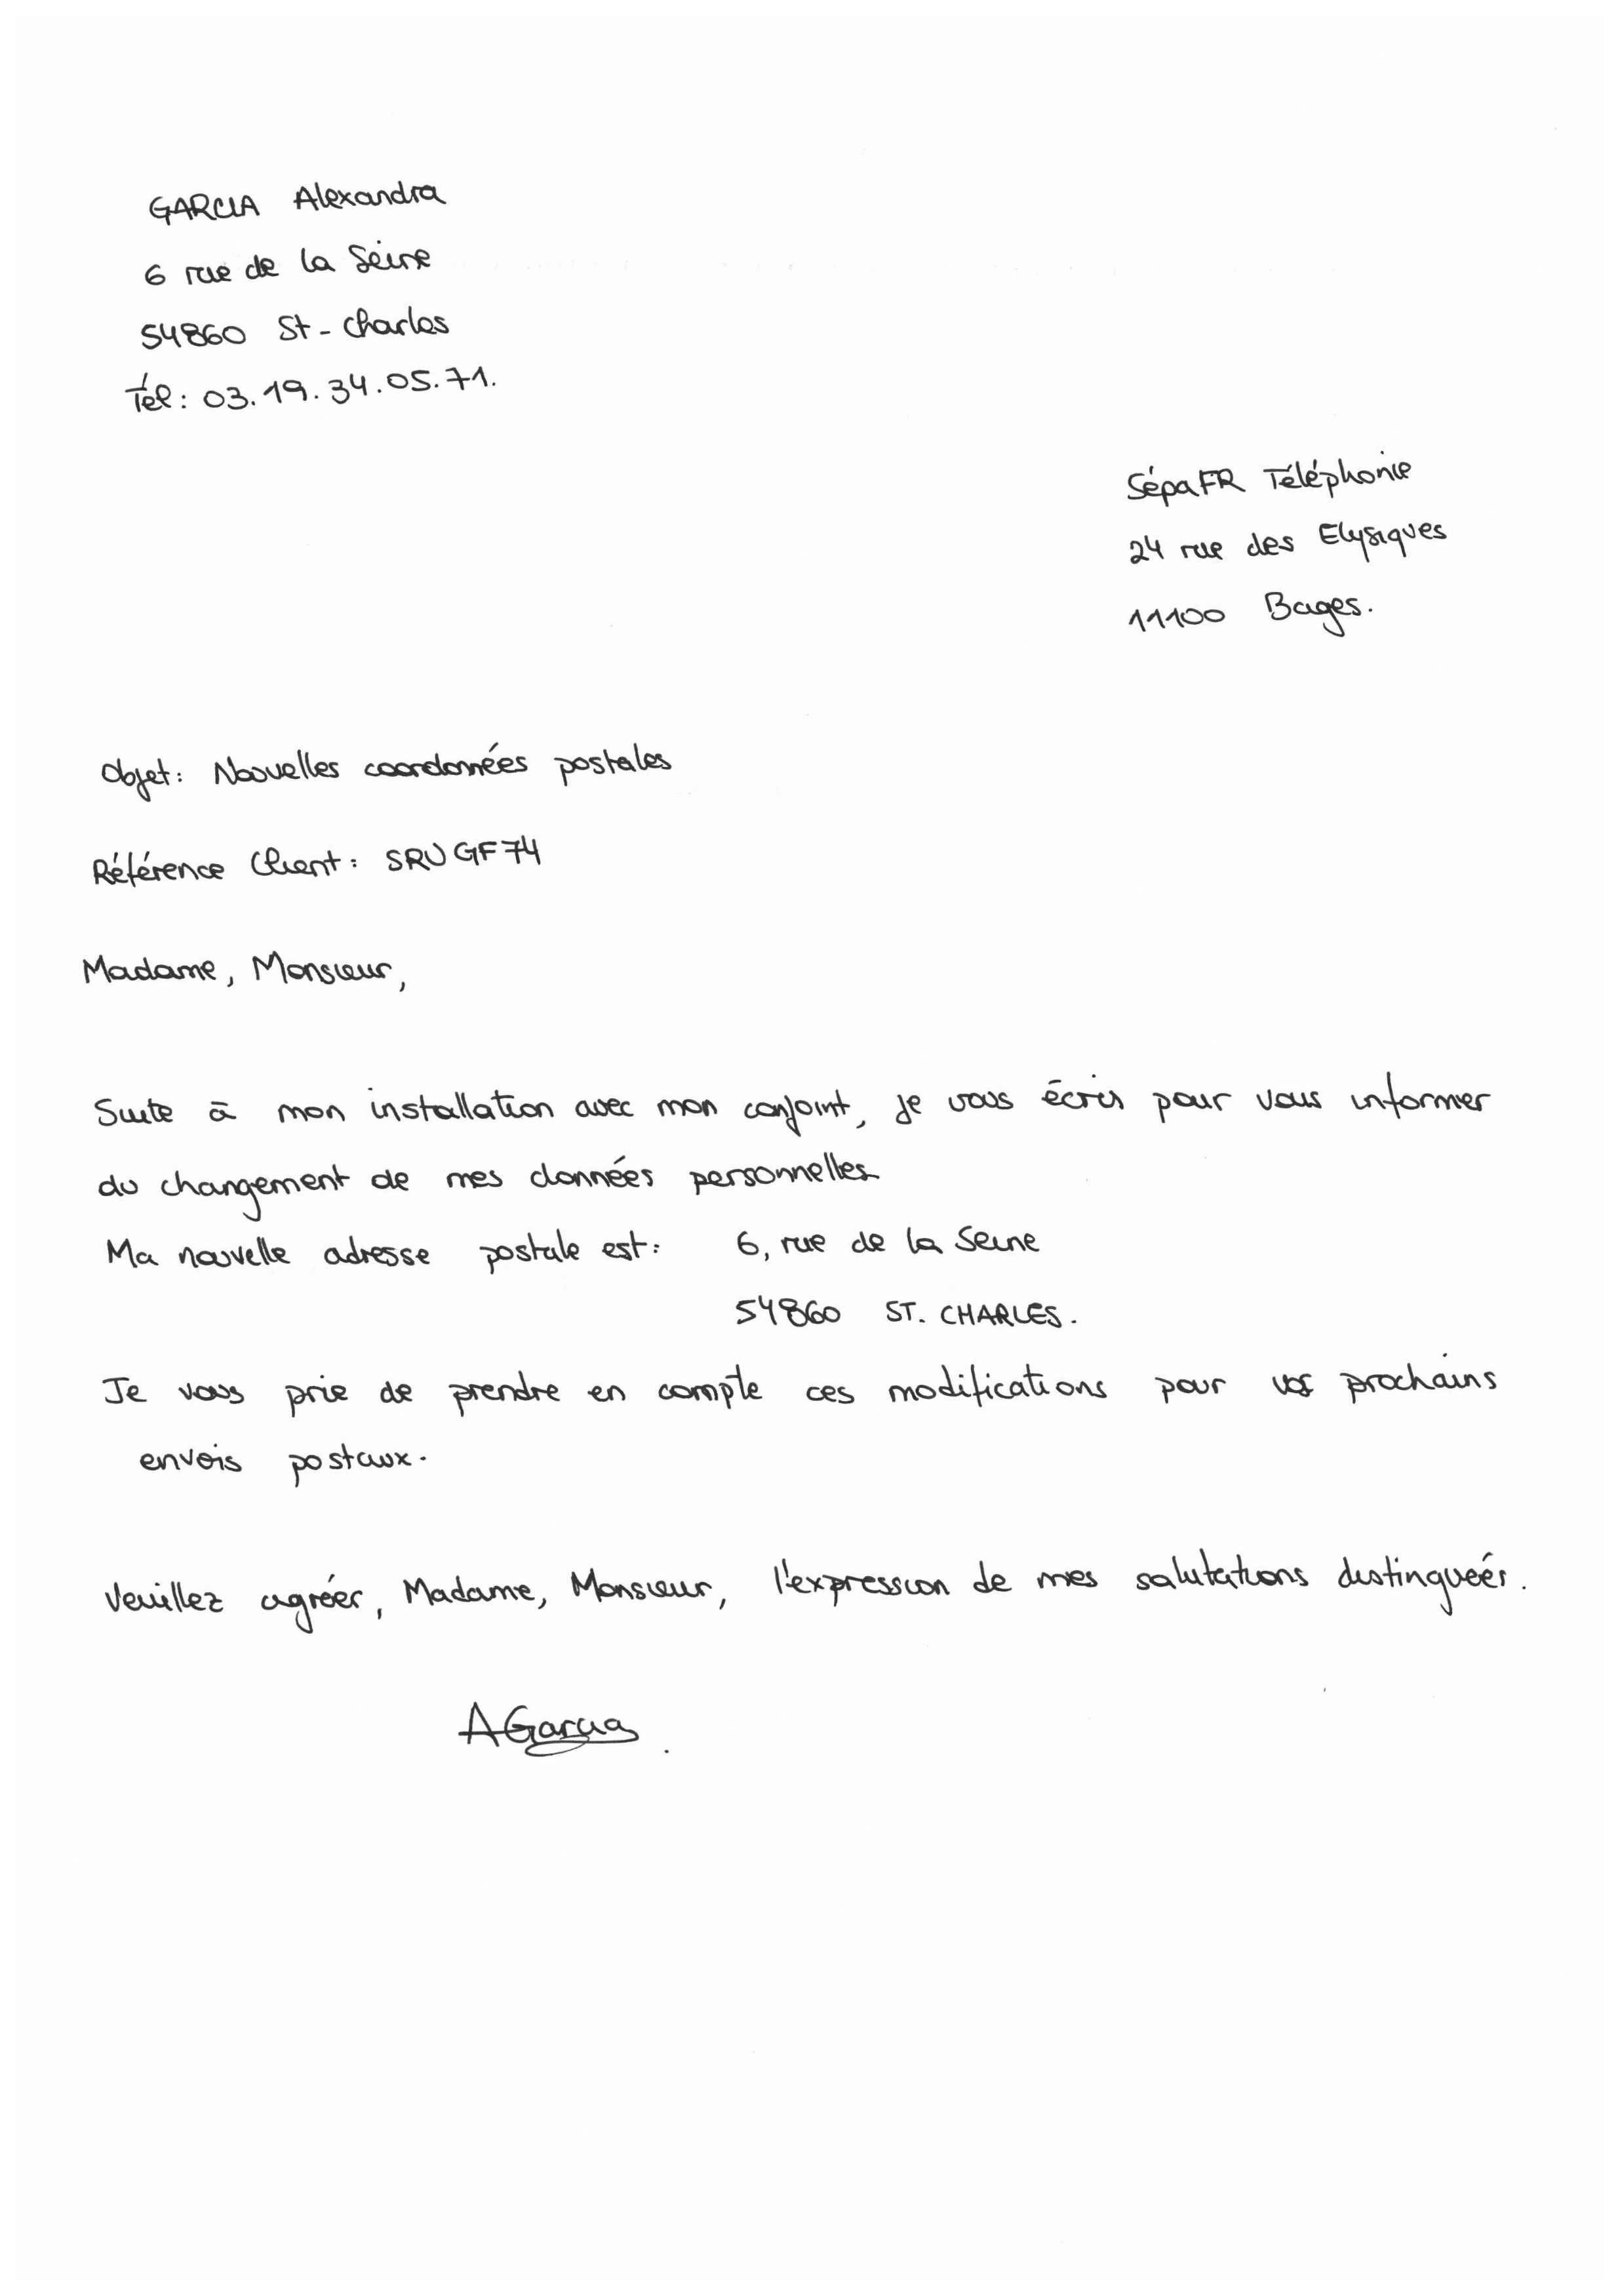 GARCIA Alexandra
6 rue de la Seine
54860 St-Charles
Tél: 03.19.34.05.71.
SépaFR Téléphonie
24 rue des Elysiques
11100 Bages.
Objet: Nouvelles coordonnées postales
Référence Client: SRUGF74
Madame, Monsieur,
Suite à mon installation avec mon conjoint, je vous écris pour vous informer
du changement de mes données personnelles
Ma nouvelle adresse postale est: 6, rue de la Seine
54860 ST. CHARLES.
Je vous prie de prendre en compte ces modifications pour vos prochains
envois postaux.
Veuillez agréer, Madame, Monsieur, l'expression de mes salutations distinguées.
AGarcia.